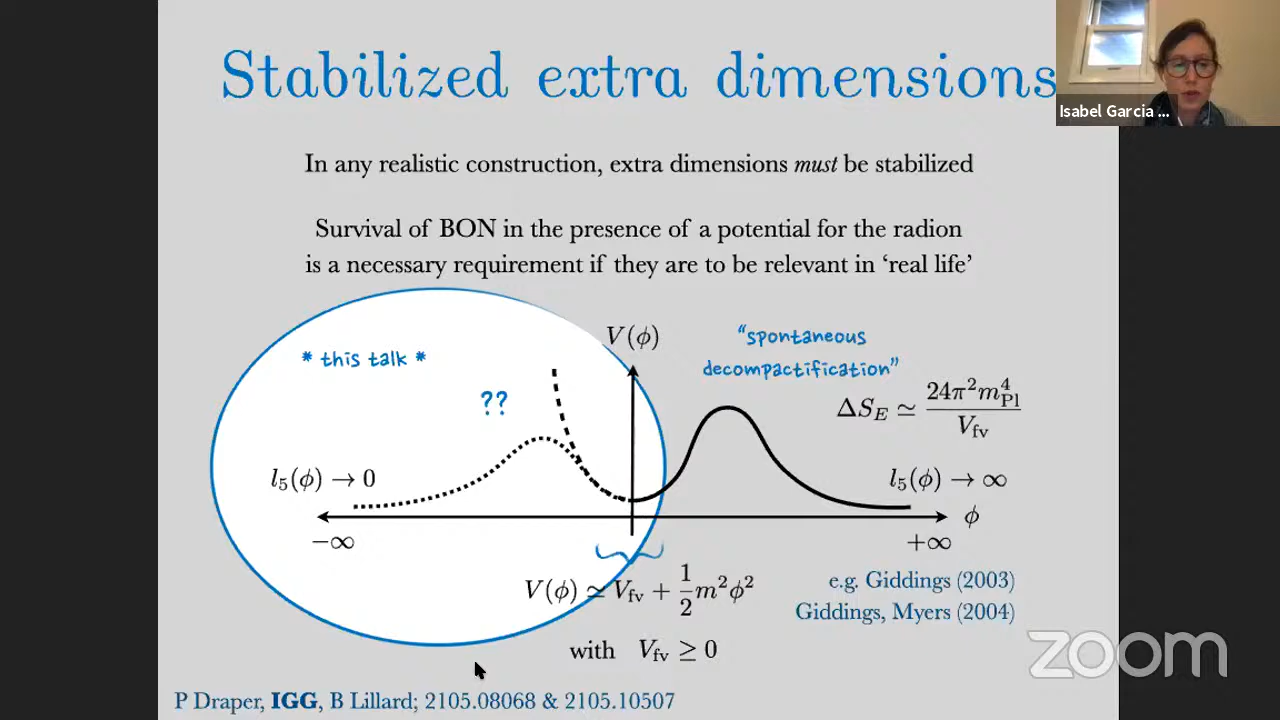 Stabilized extra dimensions
Isabel Garcia ...
In any realistic construction, extra dimensions must be stabilized
Survival of BON in the presence of a potential for the radion
is a necessary requirement if they are to be relevant in ‘real life’
* this talk *
??
V(ϕ)
“spontaneous
decompactification”
ΔS_E ≃ 24π²m⁴_Pl / V_fv
l₅(ϕ) → 0
l₅(ϕ) → ∞
ϕ
−∞
+∞
V(ϕ) ≃ V_fv + 1/2 m²ϕ²
with V_fv ≥ 0
e.g. Giddings (2003)
Giddings, Myers (2004)
zoom
P Draper, IGG, B Lillard; 2105.08068 & 2105.10507